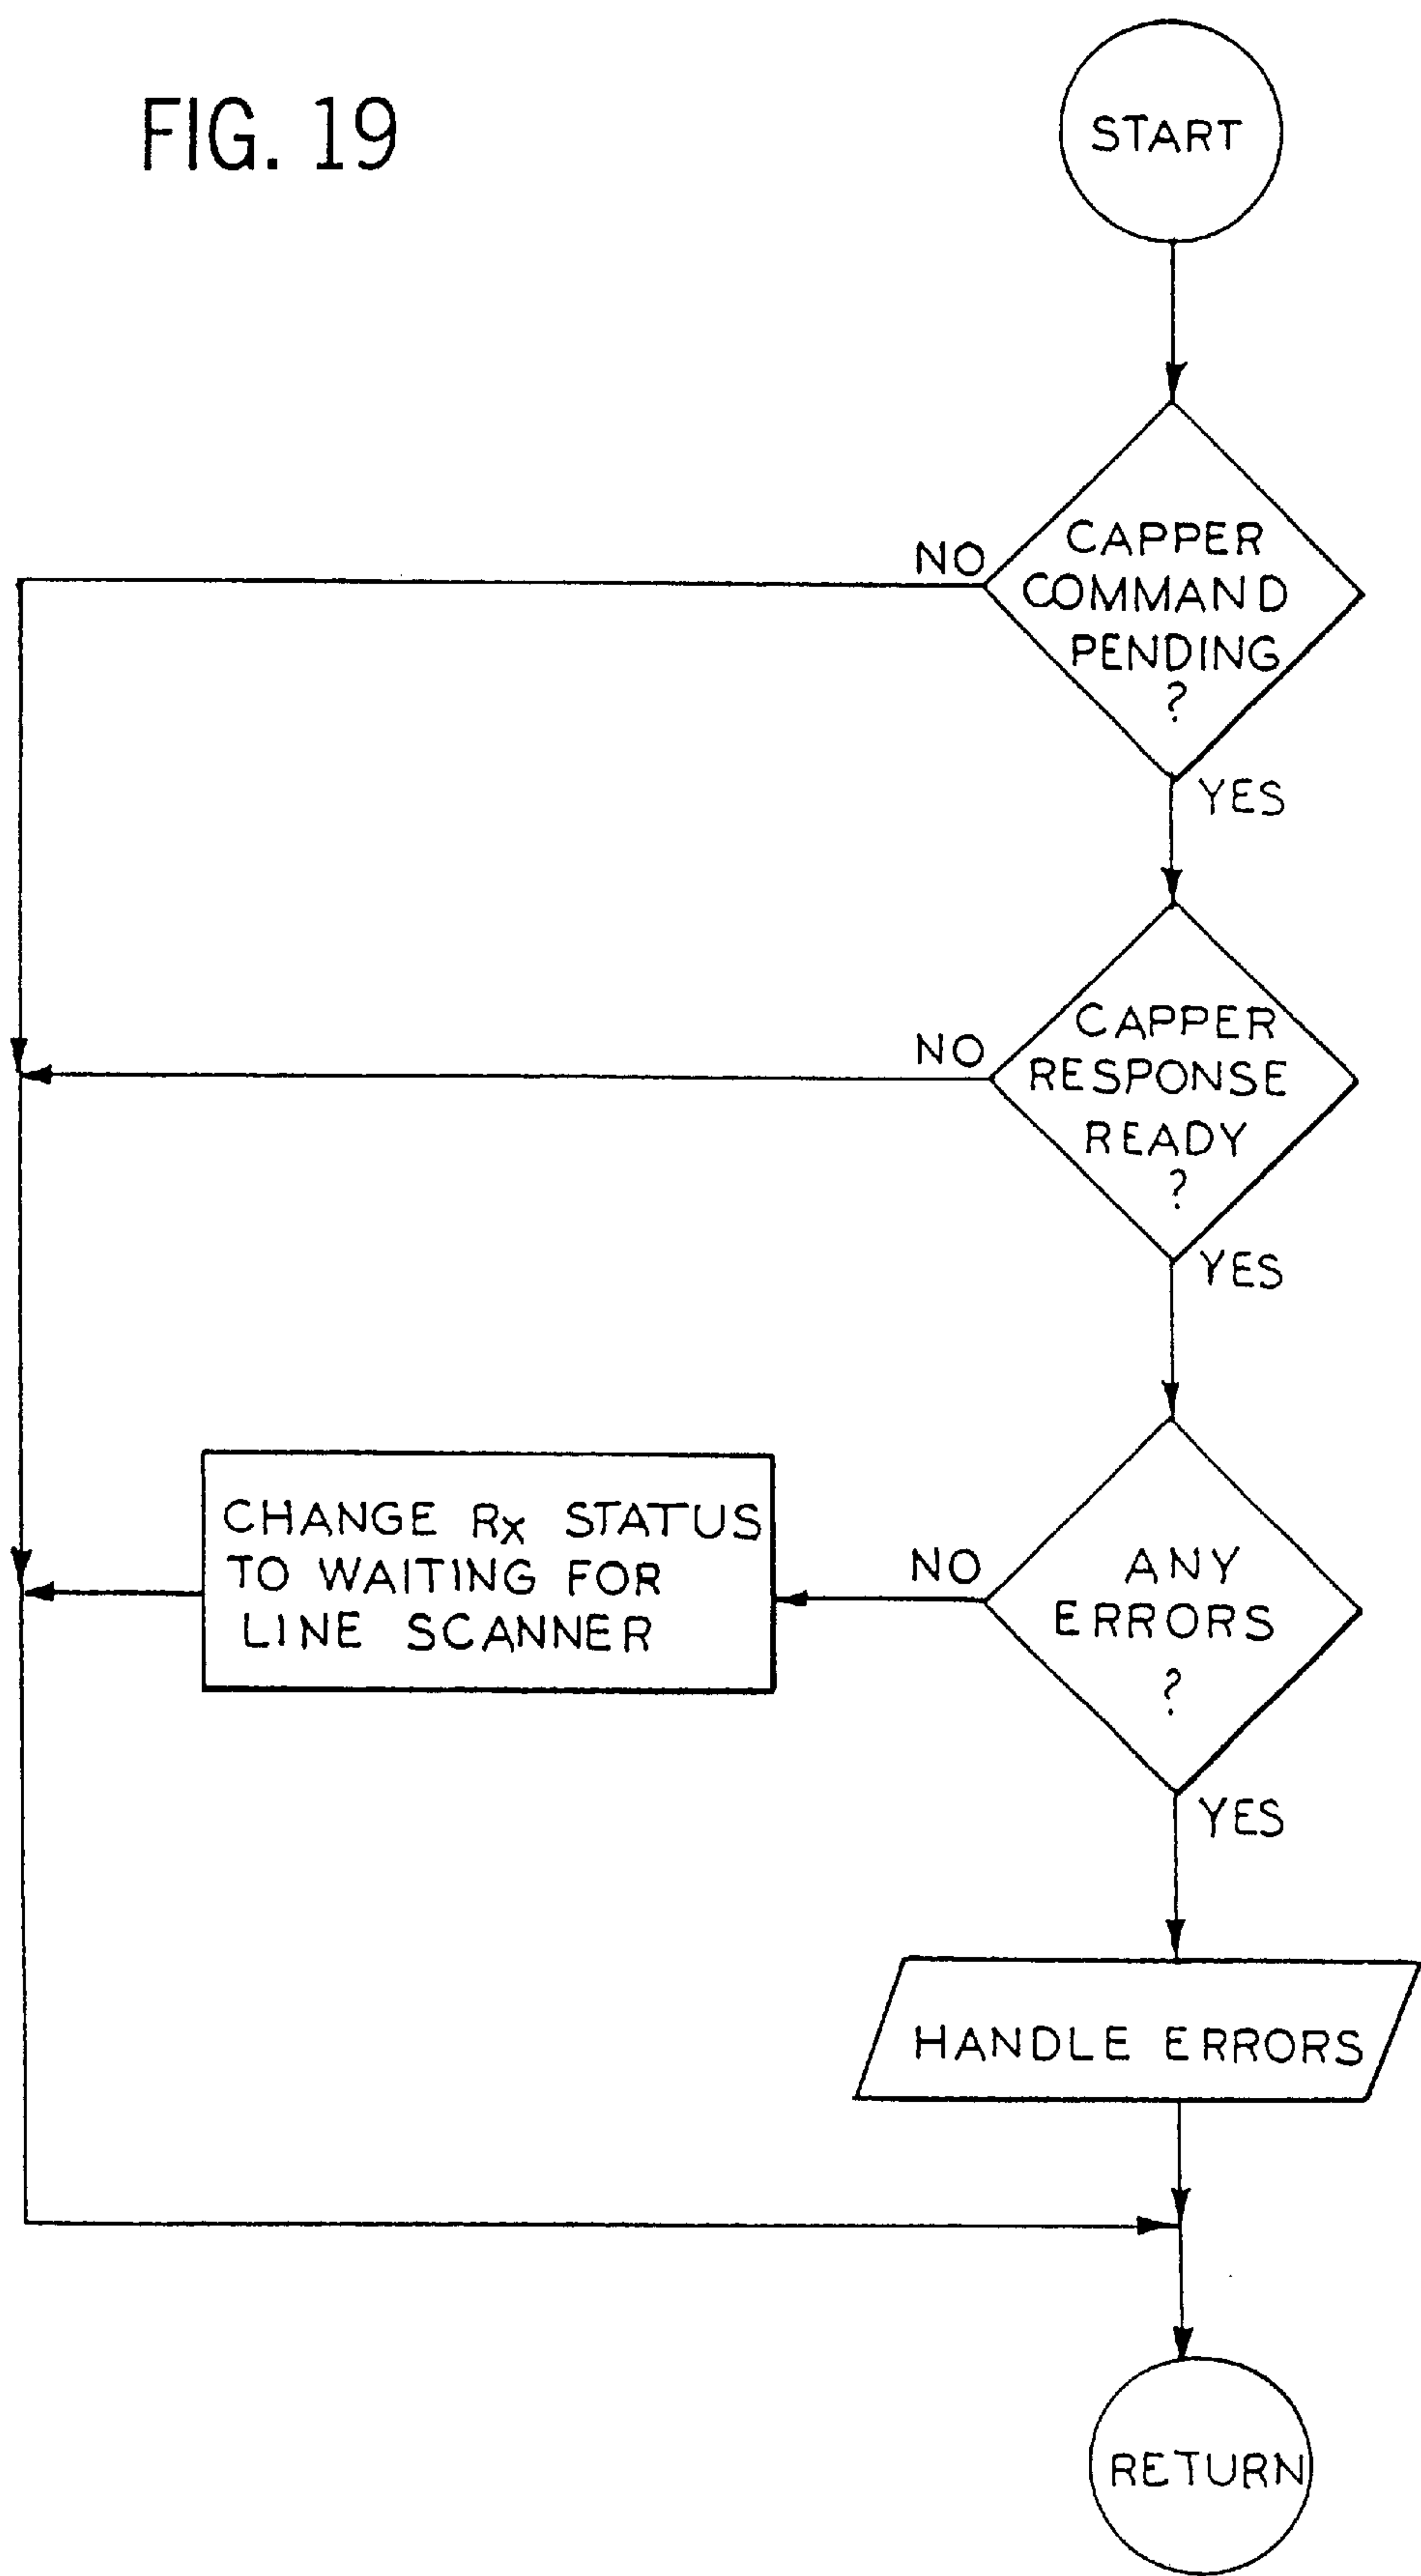 FIG. 19
START
CAPPER
COMMAND
PENDING
?
NO
YES
CAPPER
RESPONSE
READY
?
NO
YES
ANY
ERRORS
?
NO
CHANGE Rx STATUS
TO WAITING FOR
LINE SCANNER
YES
HANDLE ERRORS
RETURN